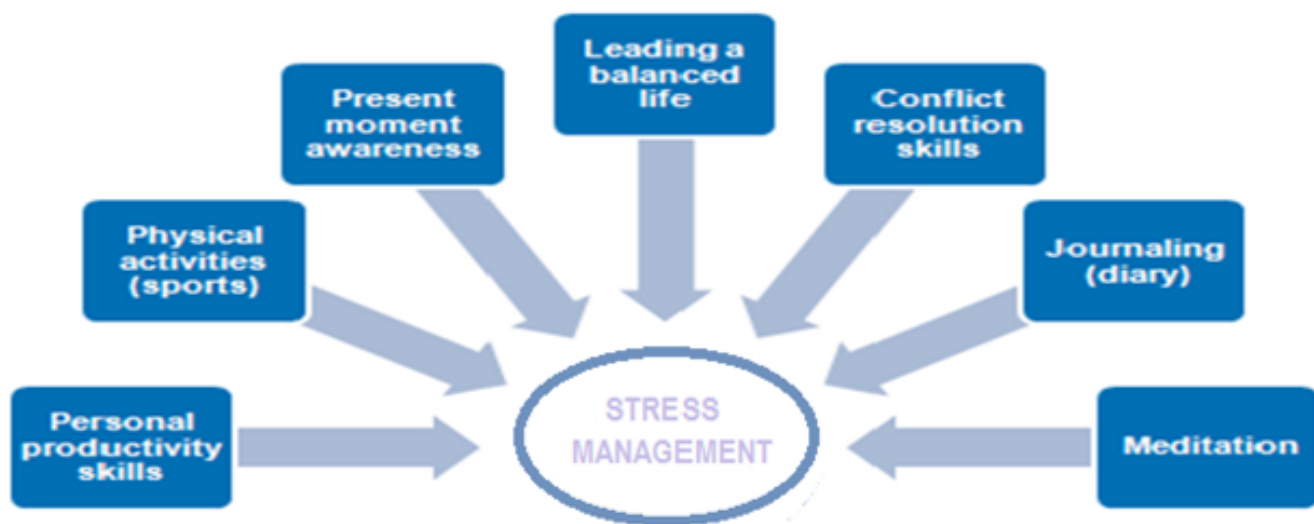 Leading a
balanced
life
Present
moment
awareness
Conflict
resolution
skills
Physical
activities
(sports)
Journaling
(diary)
Personal
productivity
skills
STRESS
MANAGEMENT
Meditation